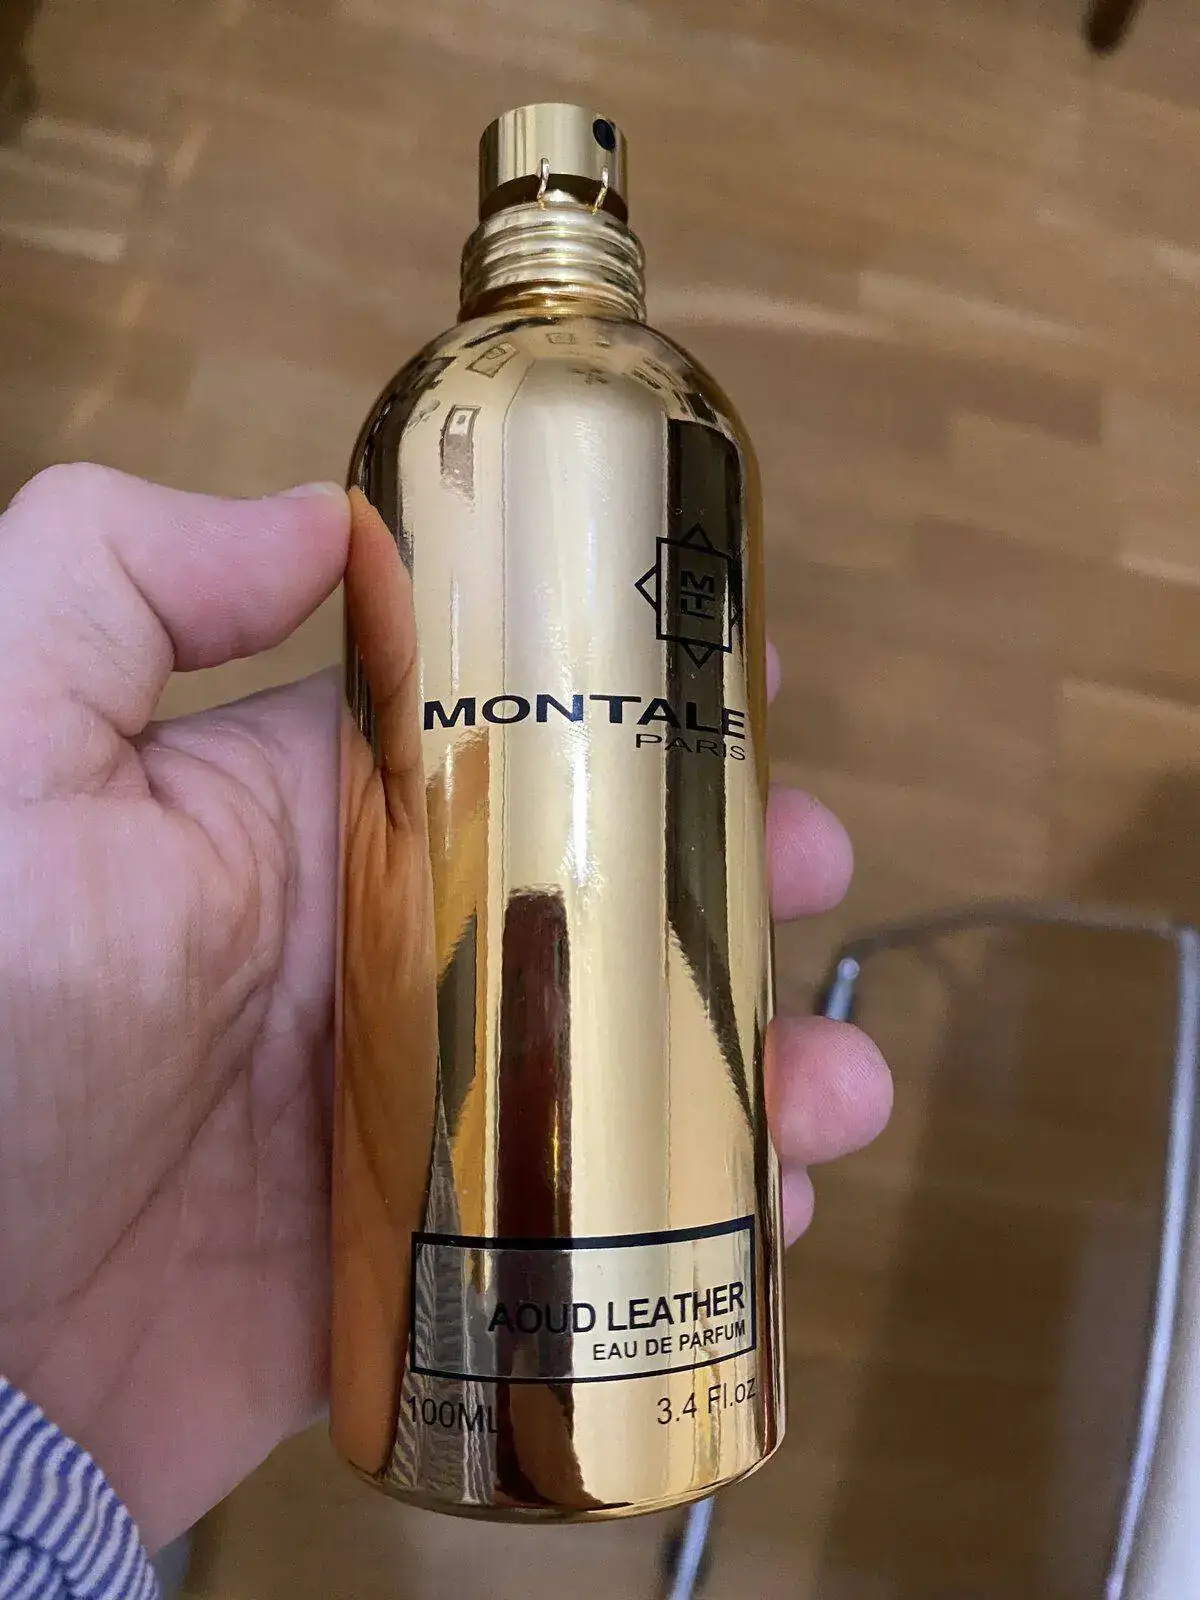 MONTALE
PARIS
AOUD LEATHER
EAU DE PARFUM
100ML 3.4 Fl.oz